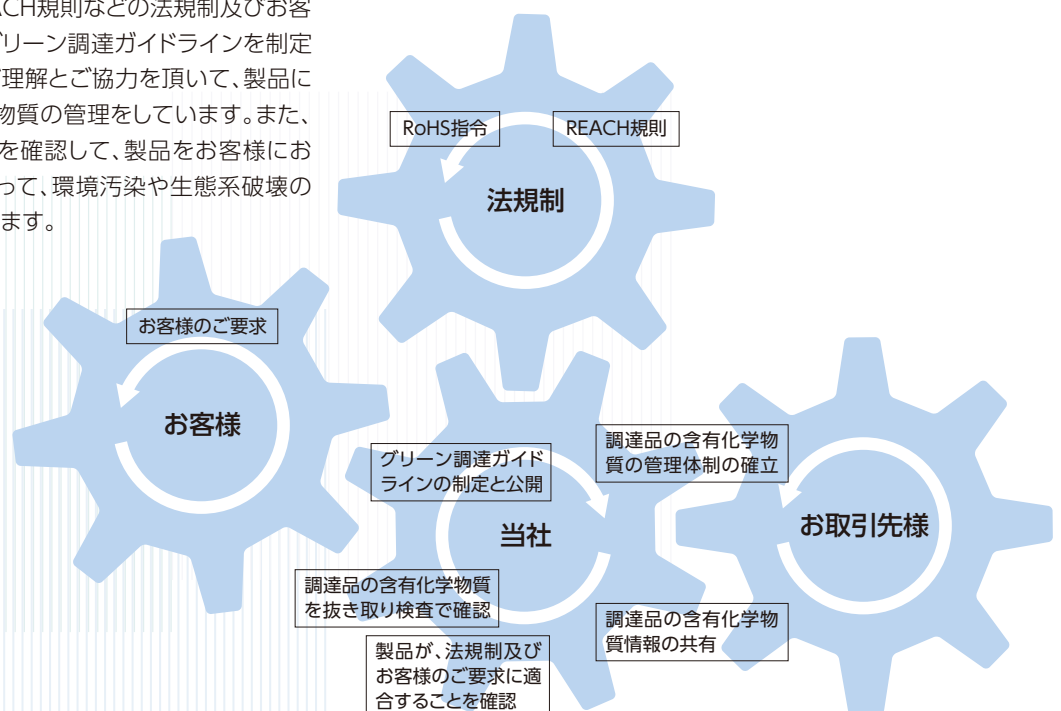 ACH規則などの法規制及びお客
グリーン調達ガイドラインを制定
理解とご協力を頂いて、製品に
物質の管理をしています。また、
を確認して、製品をお客様にお
って、環境汚染や生態系破壊の
ます。
RoHS指令
REACH規則
法規制
お客様のご要求
お客様
グリーン調達ガイド
ラインの制定と公開
調達品の含有化学物
質の管理体制の確立
当社
お取引先様
調達品の含有化学物質
を抜き取り検査で確認
調達品の含有化学物
質情報の共有
製品が、法規制及び
お客様のご要求に適
合することを確認